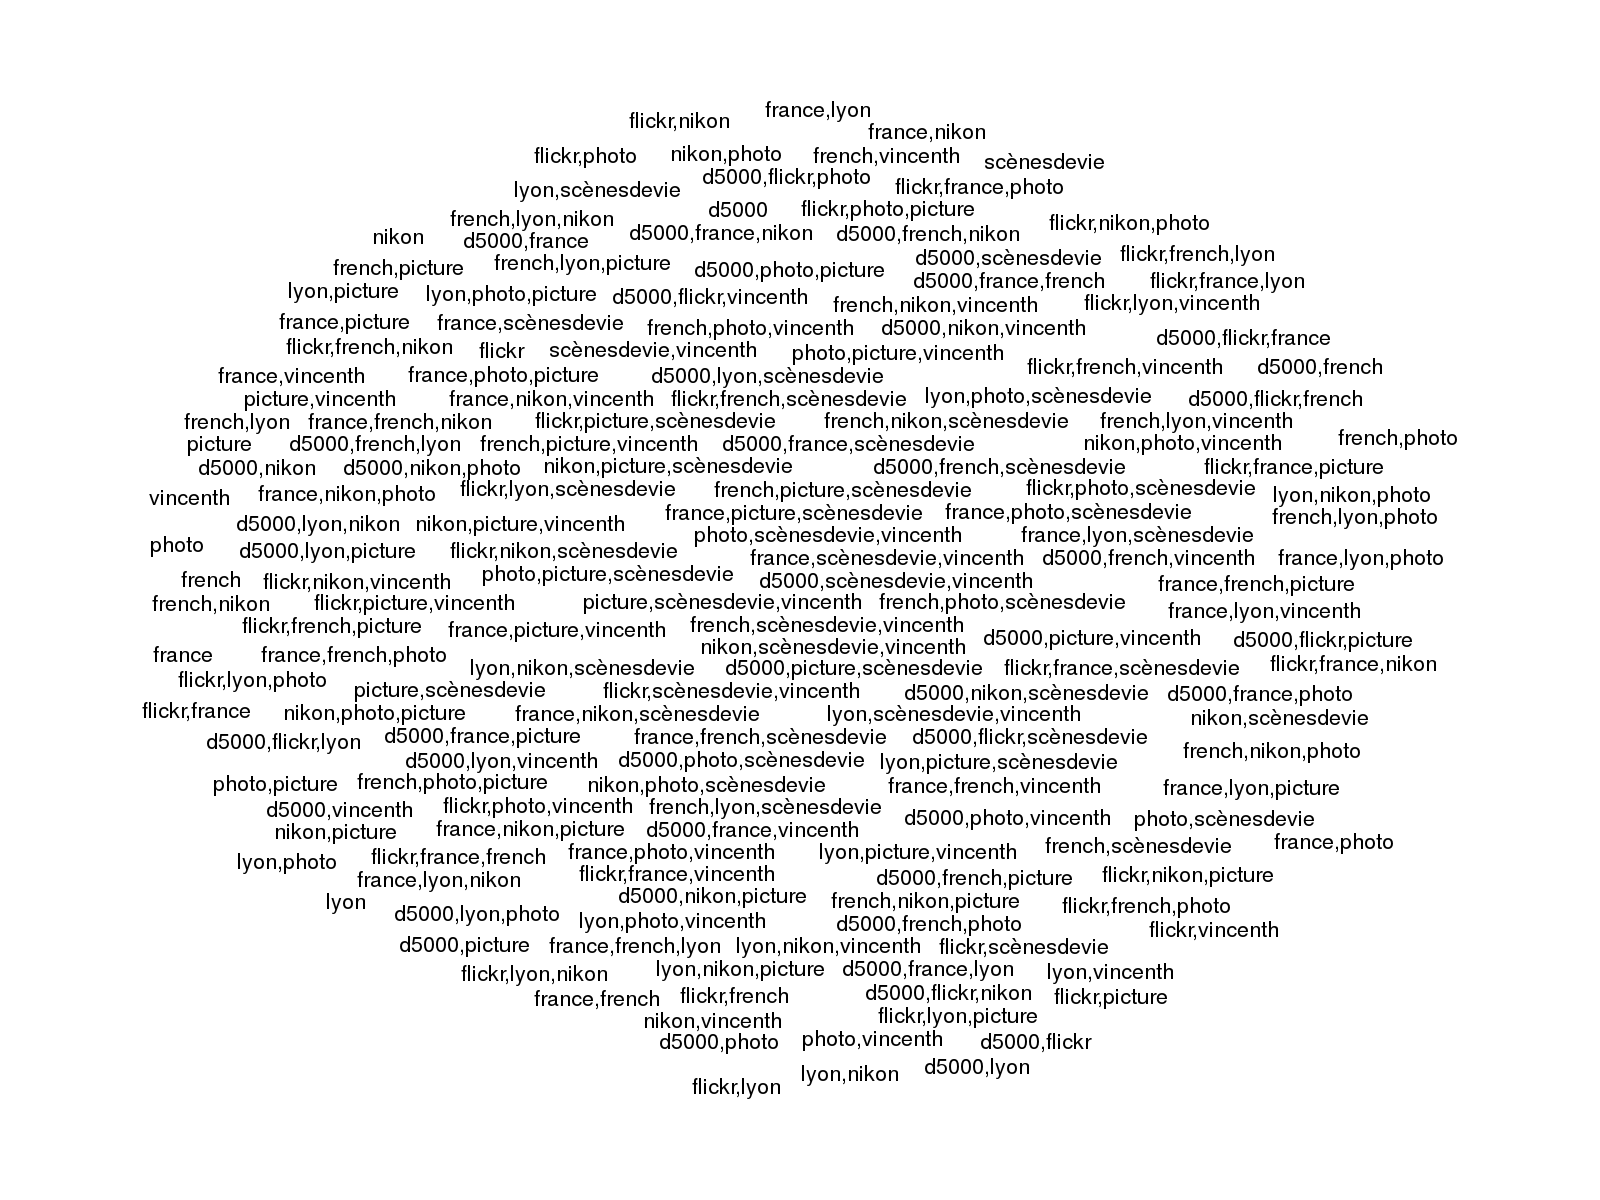 france,lyon
flickr,nikon
france,nikon
flickr,photo nikon,photo french,vincenth scènesdevie
d5000,flickr,photo
lyon,scènesdevie flickr,france,photo
d5000 flickr,photo,picture
french,lyon,nikon flickr,nikon,photo
nikon d5000,france d5000,france,nikon d5000,french,nikon
d5000,scènesdevie flickr,french,lyon
french,picture french,lyon,picture d5000,photo,picture
d5000,france,french flickr,france,lyon
lyon,picture lyon,photo,picture d5000,flickr,vincenth french,nikon,vincenth flickr,lyon,vincenth
france,picture france,scènesdevie french,photo,vincenth d5000,nikon,vincenth
d5000,flickr,france
flickr,french,nikon flickr scènesdevie,vincenth photo,picture,vincenth
flickr,french,vincenth d5000,french
france,vincenth france,photo,picture d5000,lyon,scènesdevie
picture,vincenth france,nikon,vincenth flickr,french,scènesdevie lyon,photo,scènesdevie d5000,flickr,french
french,lyon france,french,nikon flickr,picture,scènesdevie french,nikon,scènesdevie french,lyon,vincenth
picture d5000,french,lyon french,picture,vincenth d5000,france,scènesdevie nikon,photo,vincenth french,photo
d5000,nikon d5000,nikon,photo nikon,picture,scènesdevie d5000,french,scènesdevie flickr,france,picture
vincenth france,nikon,photo flickr,lyon,scènesdevie french,picture,scènesdevie flickr,photo,scènesdevie lyon,nikon,photo
france,picture,scènesdevie france,photo,scènesdevie french,lyon,photo
d5000,lyon,nikon nikon,picture,vincenth
photo,scènesdevie,vincenth france,lyon,scènesdevie
photo d5000,lyon,picture flickr,nikon,scènesdevie france,scènesdevie,vincenth d5000,french,vincenth france,lyon,photo
french flickr,nikon,vincenth photo,picture,scènesdevie d5000,scènesdevie,vincenth france,french,picture
french,nikon flickr,picture,vincenth picture,scènesdevie,vincenth french,photo,scènesdevie france,lyon,vincenth
flickr,french,picture france,picture,vincenth french,scènesdevie,vincenth d5000,picture,vincenth d5000,flickr,picture
nikon,scènesdevie,vincenth
france france,french,photo lyon,nikon,scènesdevie d5000,picture,scènesdevie flickr,france,scènesdevie flickr,france,nikon
flickr,lyon,photo picture,scènesdevie flickr,scènesdevie,vincenth d5000,nikon,scènesdevie d5000,france,photo
flickr,france nikon,photo,picture france,nikon,scènesdevie lyon,scènesdevie,vincenth nikon,scènesdevie
d5000,flickr,lyon d5000,france,picture france,french,scènesdevie d5000,flickr,scènesdevie
d5000,lyon,vincenth d5000,photo,scènesdevie lyon,picture,scènesdevie french,nikon,photo
photo,picture french,photo,picture nikon,photo,scènesdevie france,french,vincenth france,lyon,picture
d5000,vincenth flickr,photo,vincenth french,lyon,scènesdevie d5000,photo,vincenth photo,scènesdevie
nikon,picture france,nikon,picture d5000,france,vincenth
french,scènesdevie france,photo
lyon,photo flickr,france,french france,photo,vincenth lyon,picture,vincenth
france,lyon,nikon flickr,france,vincenth d5000,french,picture flickr,nikon,picture
lyon d5000,nikon,picture french,nikon,picture flickr,french,photo
d5000,lyon,photo lyon,photo,vincenth d5000,french,photo flickr,vincenth
d5000,picture france,french,lyon lyon,nikon,vincenth flickr,scènesdevie
flickr,lyon,nikon lyon,nikon,picture d5000,france,lyon lyon,vincenth
france,french flickr,french d5000,flickr,nikon flickr,picture
nikon,vincenth flickr,lyon,picture
d5000,photo photo,vincenth d5000,flickr
lyon,nikon d5000,lyon
flickr,lyon